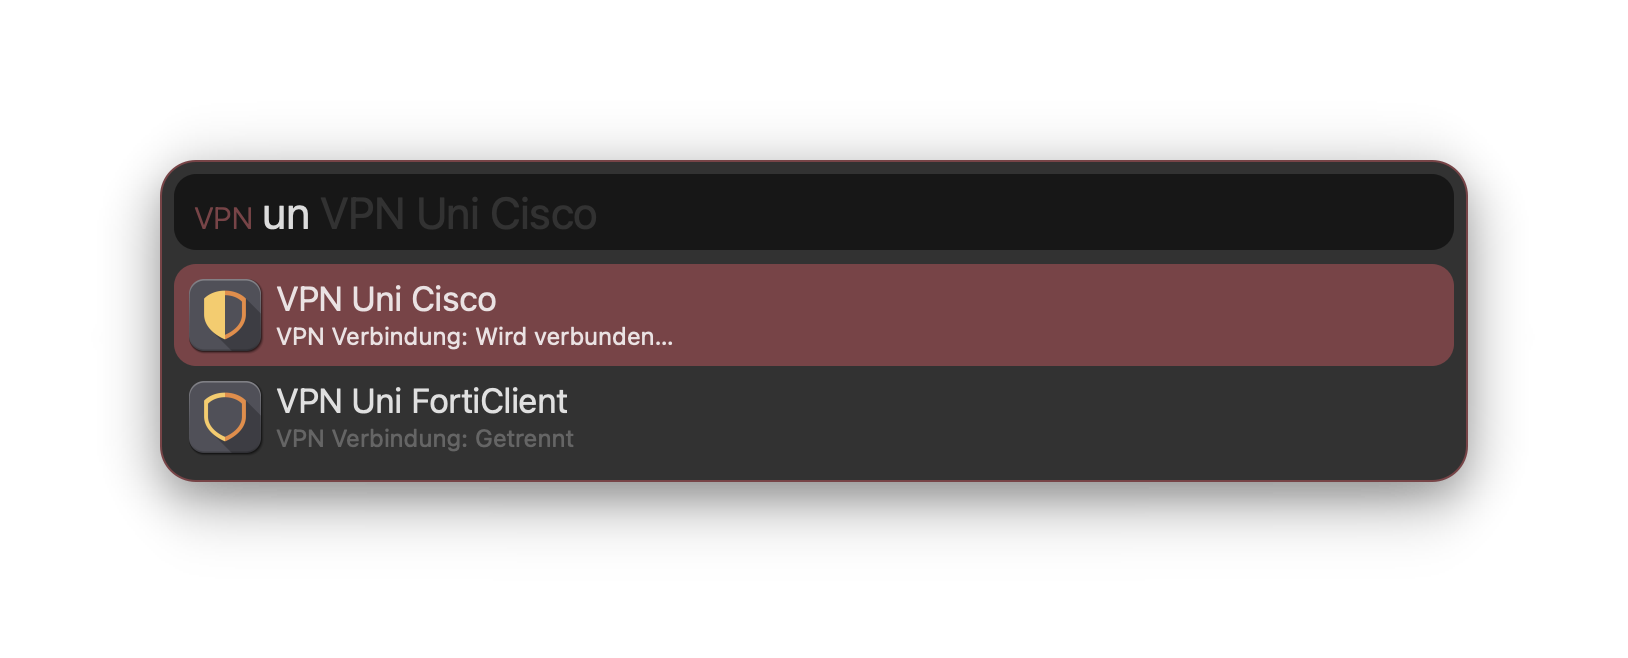 VPN un VPN Uni Cisco
VPN Uni Cisco
VPN Verbindung: Wird verbunden...
VPN Uni FortiClient
VPN Verbindung: Getrennt